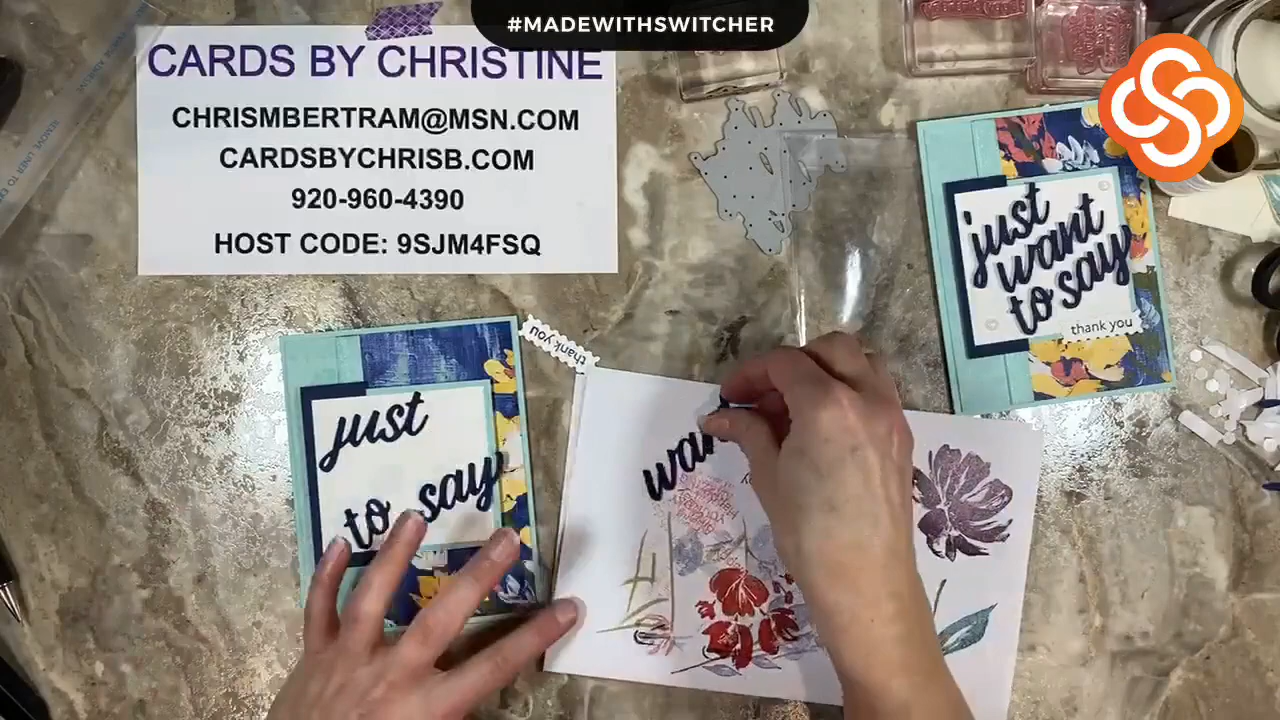 #MADEWITHSWITCHER
CARDS BY CHRISTINE
CHRISMBERTRAM@MSN.COM
CARDSBYCHRISB.COM
920-960-4390
HOST CODE: 9SJM4FSQ
just
want
to say
thank you
thank you
just
to say